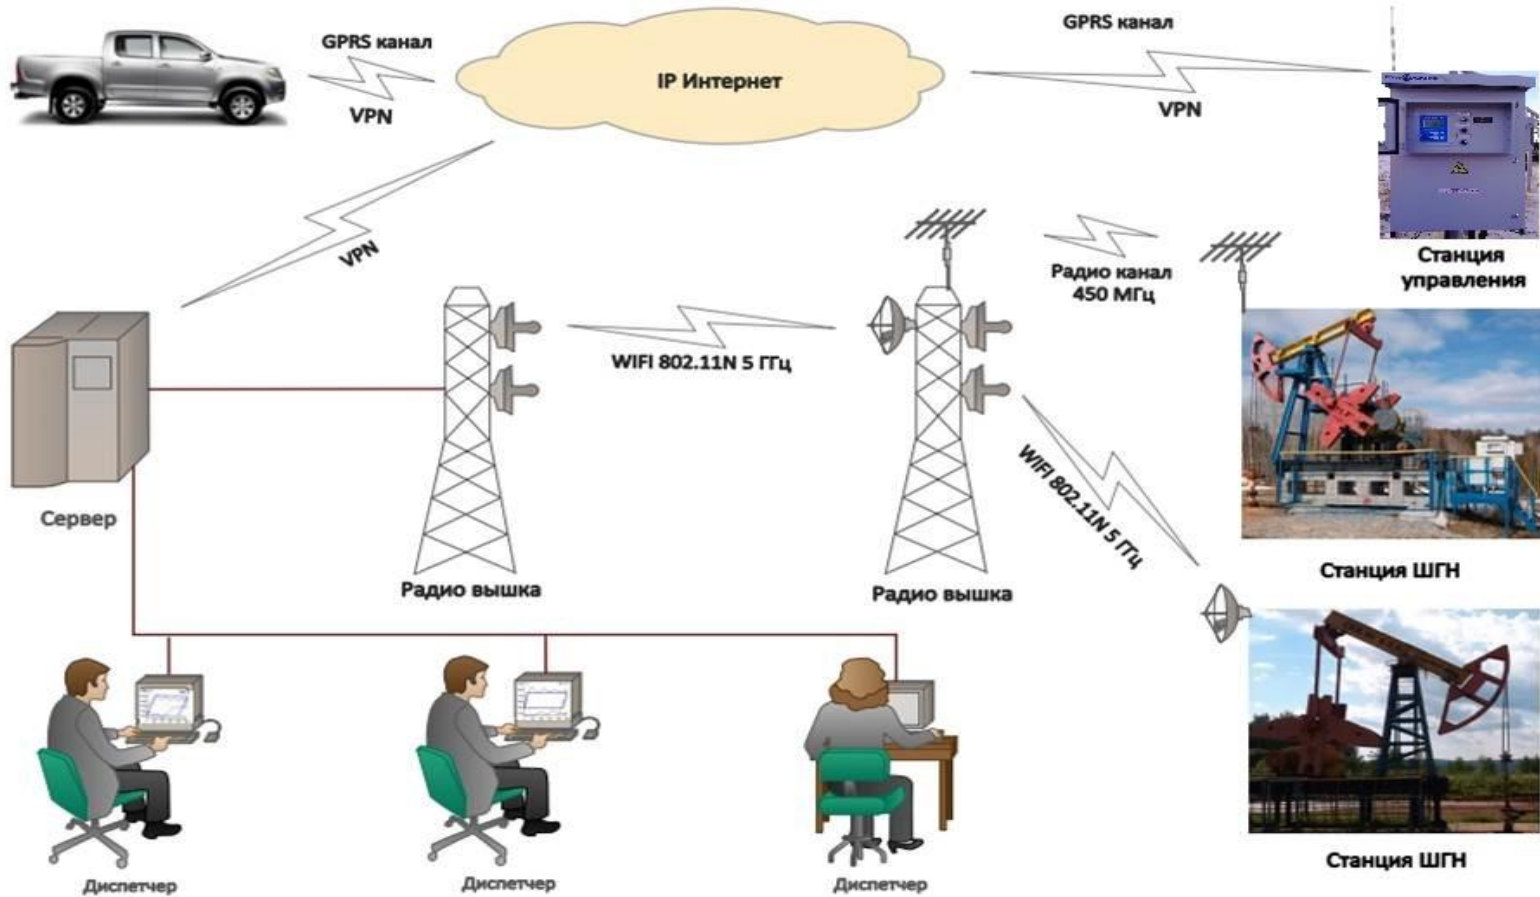 GPRS канал
VPN
IP Интернет
GPRS канал
VPN
VPN
Станция
управления
Радио канал
450 МГц
WIFI 802.11N 5 ГГц
WIFI 802.11N 5 ГГц
Сервер
Радио вышка
Радио вышка
Станция ШГН
Станция ШГН
Диспетчер
Диспетчер
Диспетчер